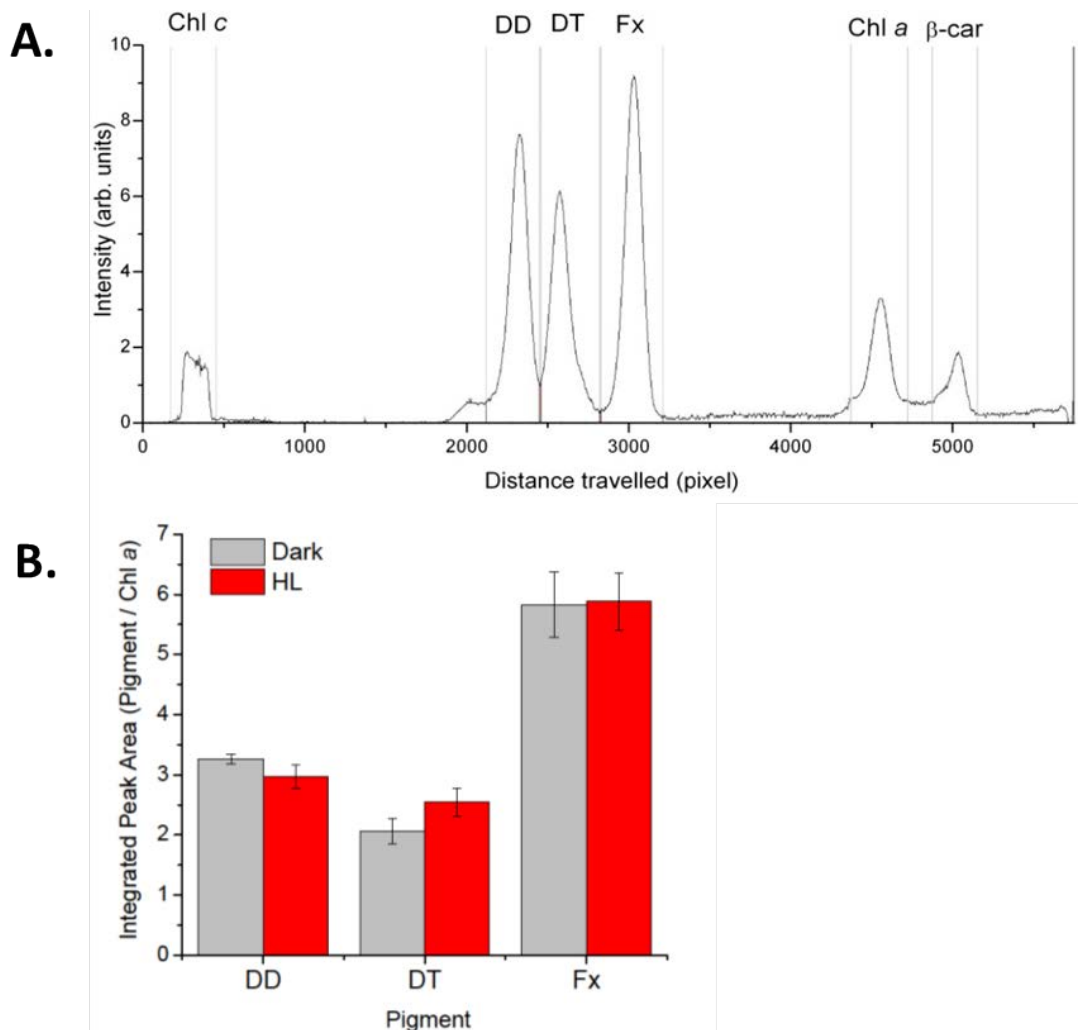 A.
Chl c DD DT Fx Chl a β-car
Intensity (arb. units)
10
8
6
4
2
0
0 1000 2000 3000 4000 5000
Distance travelled (pixel)
B.
Integrated Peak Area (Pigment / Chl a)
7
6
5
4
3
2
1
0
Dark
HL
DD DT Fx
Pigment